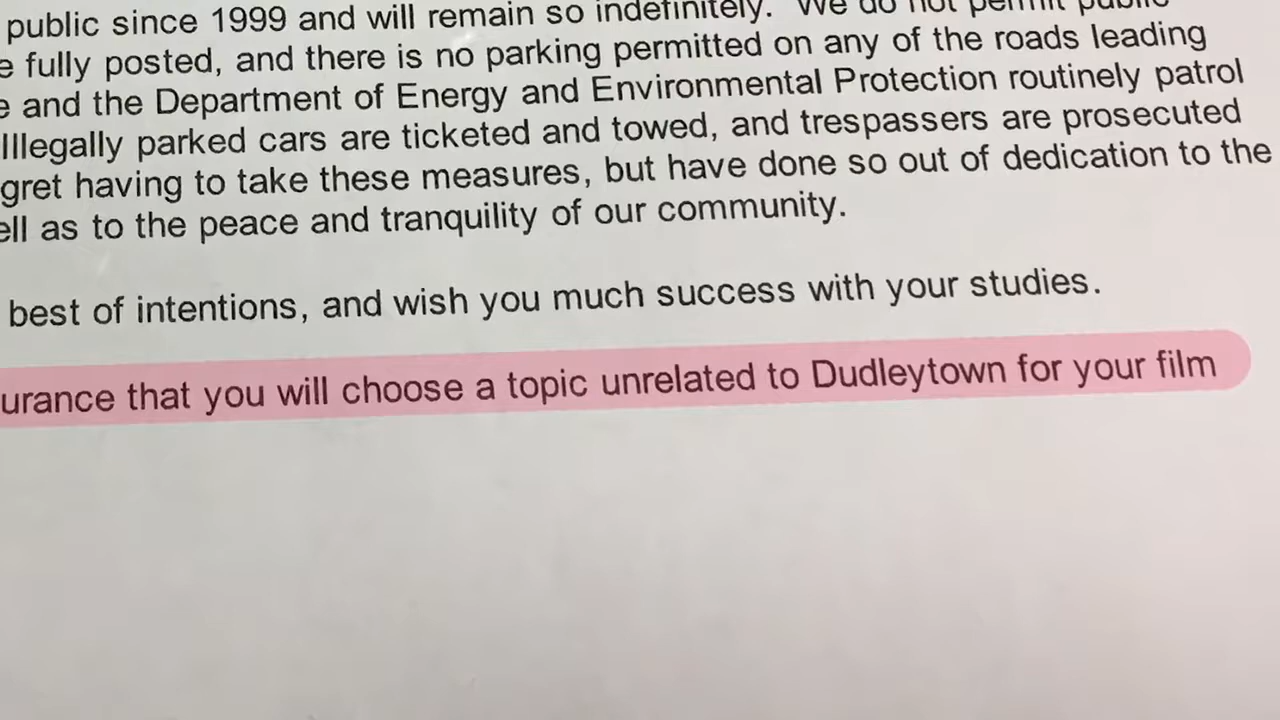 public since 1999 and will remain so indefinitely. We do not permit public
fully posted, and there is no parking permitted on any of the roads leading
and the Department of Energy and Environmental Protection routinely patrol
Illegally parked cars are ticketed and towed, and trespassers are prosecuted
gret having to take these measures, but have done so out of dedication to the
ell as to the peace and tranquility of our community.
best of intentions, and wish you much success with your studies.
urance that you will choose a topic unrelated to Dudleytown for your film